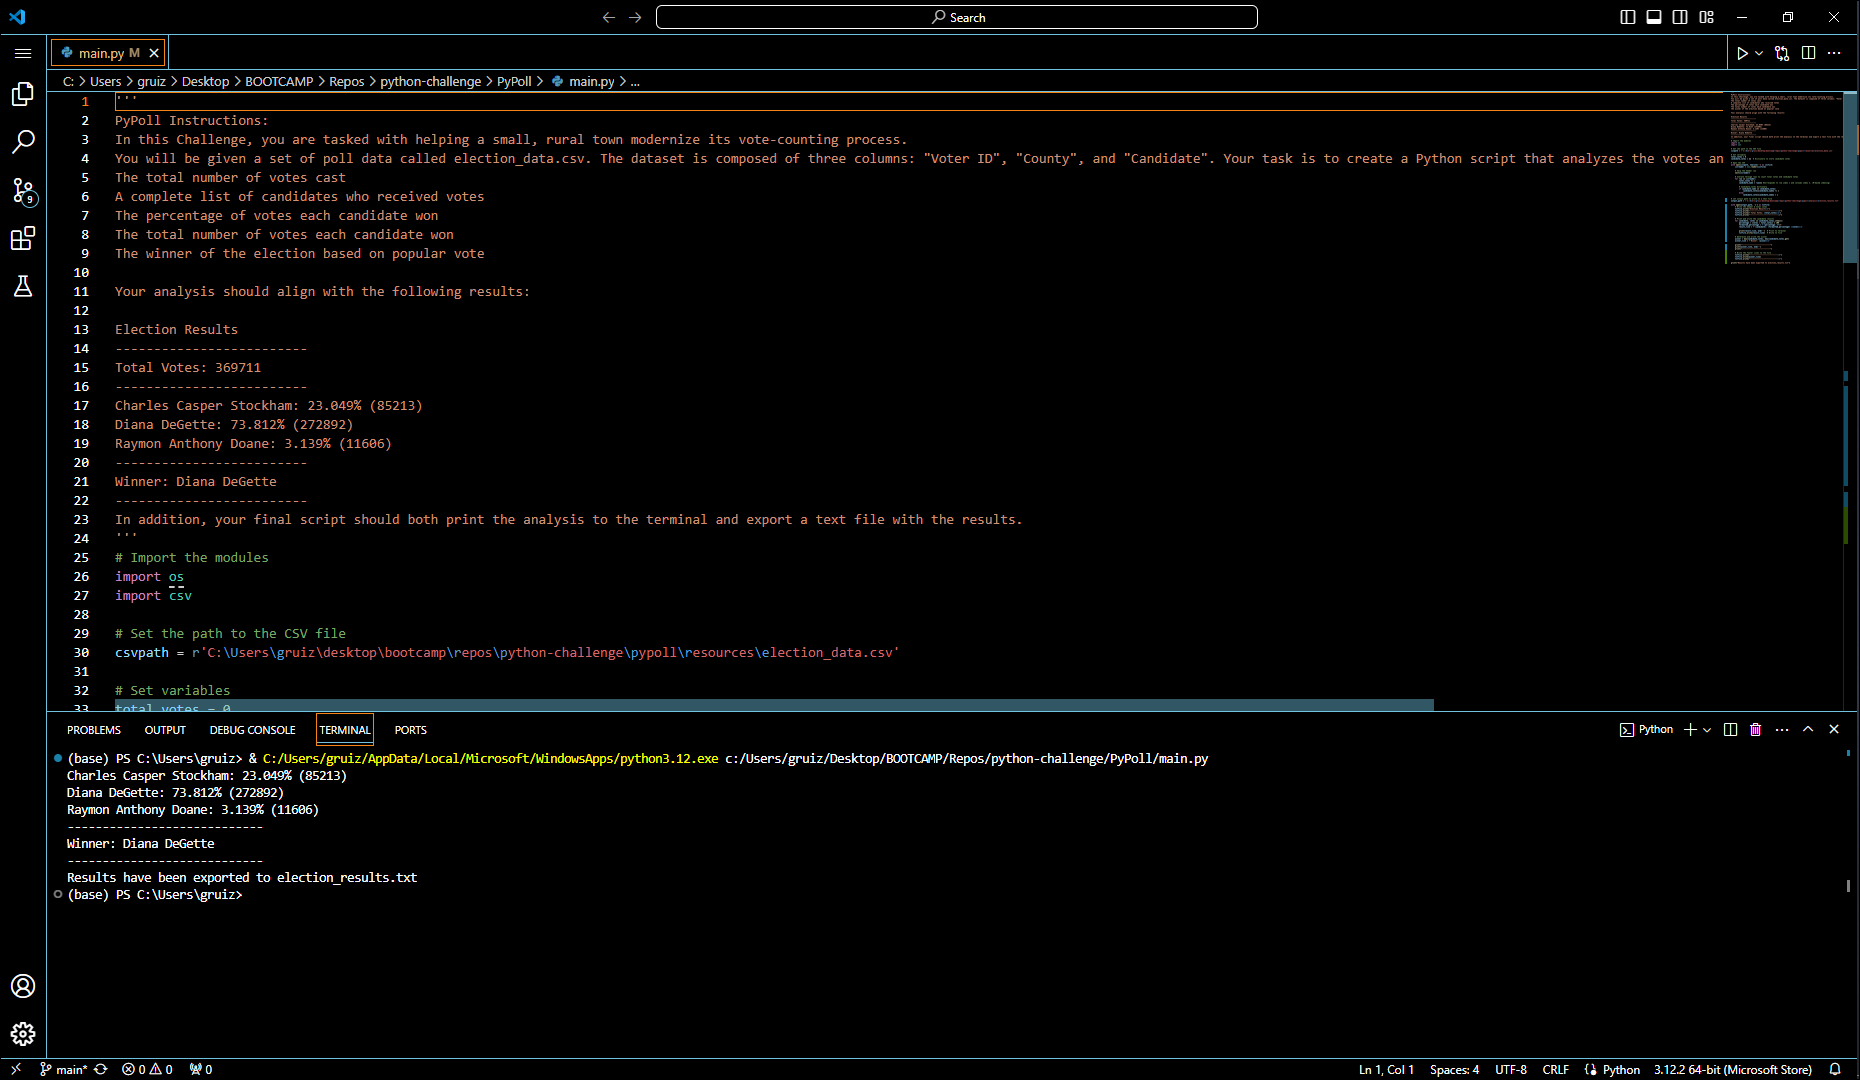 Search
main.py M
C: > Users > gruiz > Desktop > BOOTCAMP > Repos > python-challenge > PyPoll > main.py > ...
1 '''
2 PyPoll Instructions:
3 In this Challenge, you are tasked with helping a small, rural town modernize its vote-counting process.
4 You will be given a set of poll data called election_data.csv. The dataset is composed of three columns: "Voter ID", "County", and "Candidate". Your task is to create a Python script that analyzes the votes an
5 The total number of votes cast
6 A complete list of candidates who received votes
7 The percentage of votes each candidate won
8 The total number of votes each candidate won
9 The winner of the election based on popular vote
10
11 Your analysis should align with the following results:
12
13 Election Results
14 -------------------------
15 Total Votes: 369711
16 -------------------------
17 Charles Casper Stockham: 23.049% (85213)
18 Diana DeGette: 73.812% (272892)
19 Raymon Anthony Doane: 3.139% (11606)
20 -------------------------
21 Winner: Diana DeGette
22 -------------------------
23 In addition, your final script should both print the analysis to the terminal and export a text file with the results.
24 '''
25 # Import the modules
26 import os
27 import csv
28
29 # Set the path to the CSV file
30 csvpath = r'C:\Users\gruiz\desktop\bootcamp\repos\python-challenge\pypoll\resources\election_data.csv'
31
32 # Set variables
33 total_votes = 0
9
PROBLEMS OUTPUT DEBUG CONSOLE TERMINAL PORTS
Python
(base) PS C:\Users\gruiz> & C:/Users/gruiz/AppData/Local/Microsoft/WindowsApps/python3.12.exe c:/Users/gruiz/Desktop/BOOTCAMP/Repos/python-challenge/PyPoll/main.py
Charles Casper Stockham: 23.049% (85213)
Diana DeGette: 73.812% (272892)
Raymon Anthony Doane: 3.139% (11606)
----------------------------
Winner: Diana DeGette
----------------------------
Results have been exported to election_results.txt
(base) PS C:\Users\gruiz>
main* 0 0 0 Ln 1, Col 1 Spaces: 4 UTF-8 CRLF Python 3.12.2 64-bit (Microsoft Store)